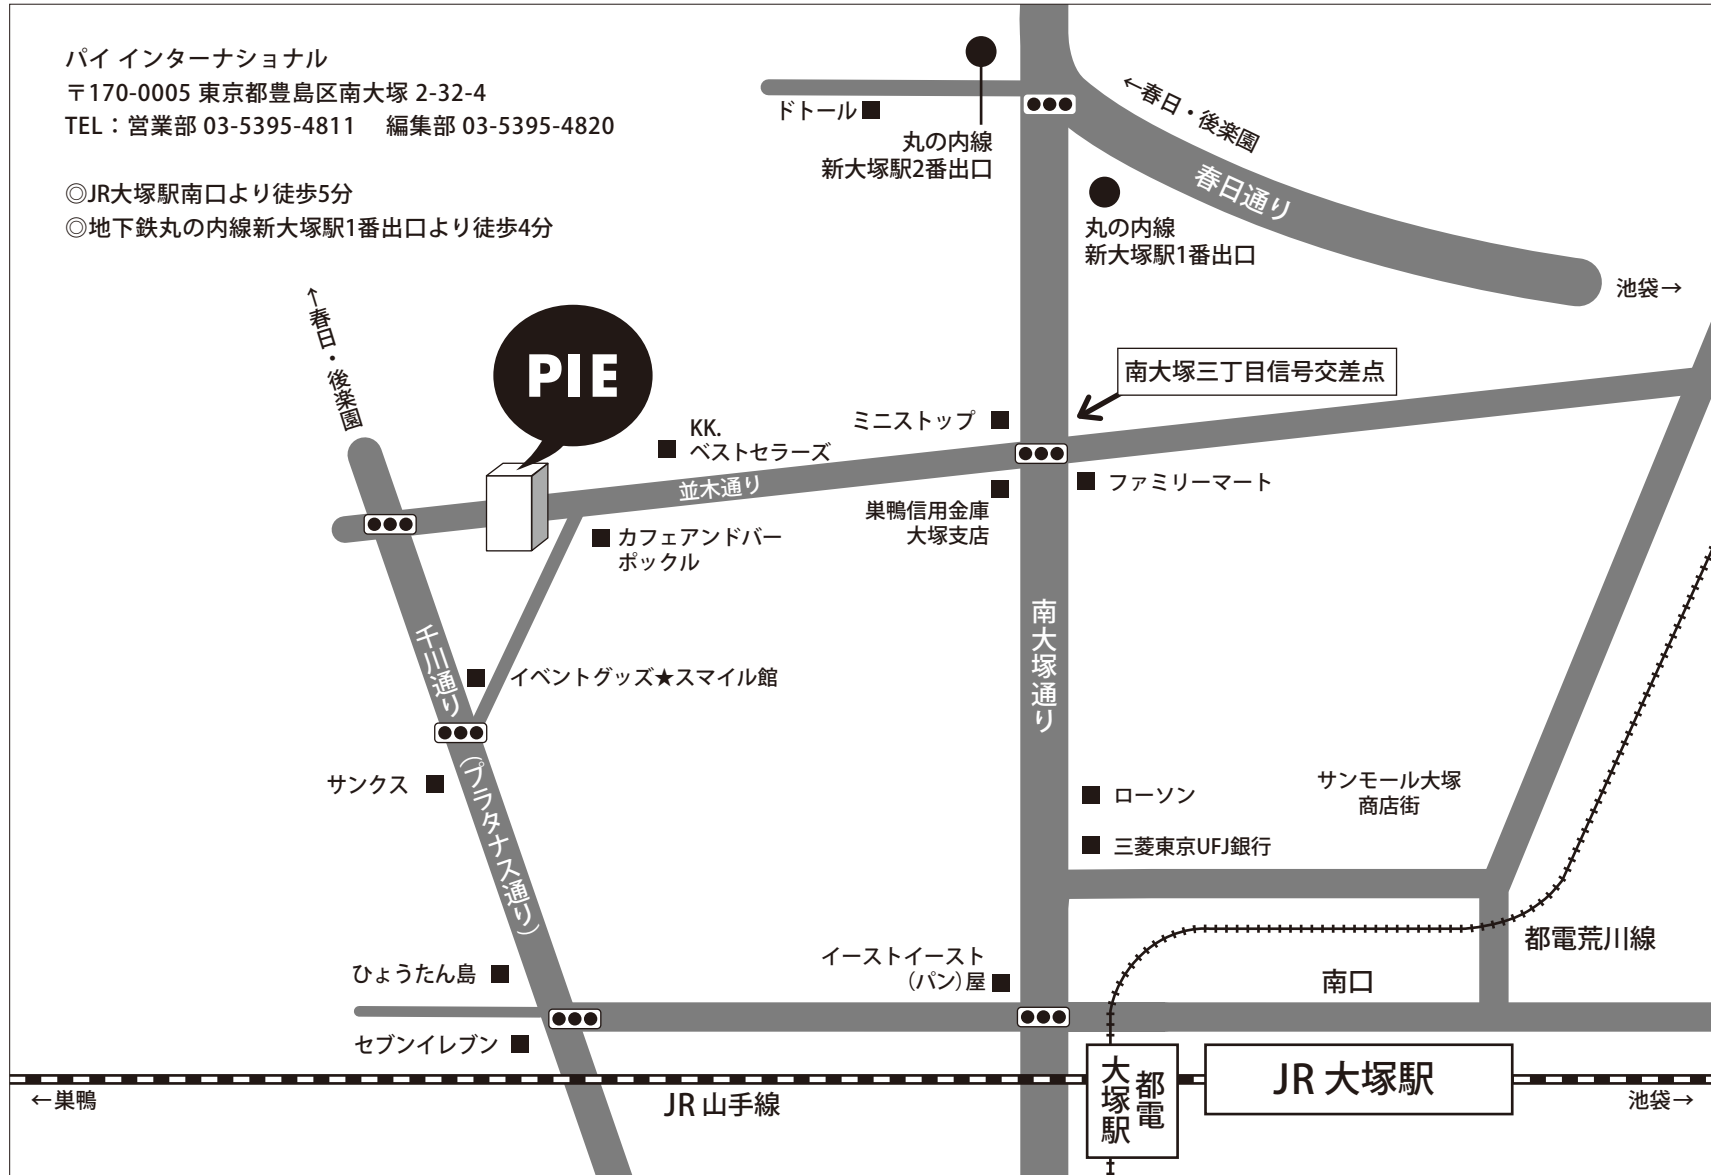 パイ インターナショナル
〒170-0005 東京都豊島区南大塚 2-32-4
TEL：営業部 03-5395-4811　編集部 03-5395-4820
◎JR大塚駅南口より徒歩5分
◎地下鉄丸の内線新大塚駅1番出口より徒歩4分
ドトール
丸の内線
新大塚駅2番出口
←春日・後楽園
春日通り
丸の内線
新大塚駅1番出口
池袋→
←春日・後楽園
PIE
南大塚三丁目信号交差点
ミニストップ
KK.
ベストセラーズ
並木通り
ファミリーマート
巣鴨信用金庫
大塚支店
カフェアンドバー
ポックル
南大塚通り
千川通り
イベントグッズ★スマイル館
(プラタナス通り)
サンクス
ローソン
サンモール大塚
商店街
三菱東京UFJ銀行
都電荒川線
イーストイースト
(パン)屋
ひょうたん島
南口
セブンイレブン
都電
大塚駅
JR 大塚駅
←巣鴨
JR 山手線
池袋→